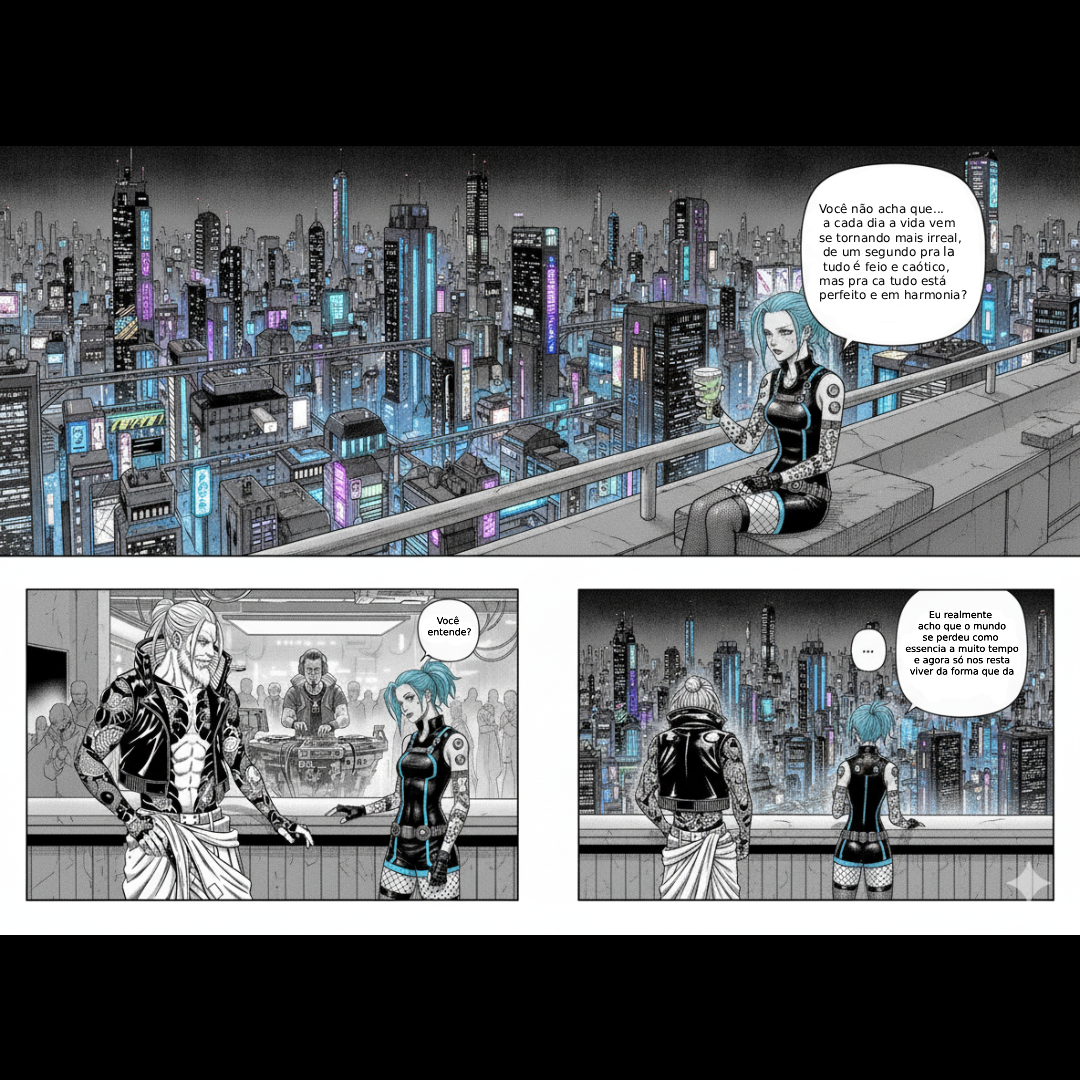 Você não acha que...
a cada dia a vida vem
se tornando mais irreal,
de um segundo pra la
tudo é feio e caótico,
mas pra ca tudo está
perfeito e em harmonia?
Você
entende?
...
Eu realmente
acho que o mundo
se perdeu como
essencia a muito tempo
e agora só nos resta
viver da forma que da